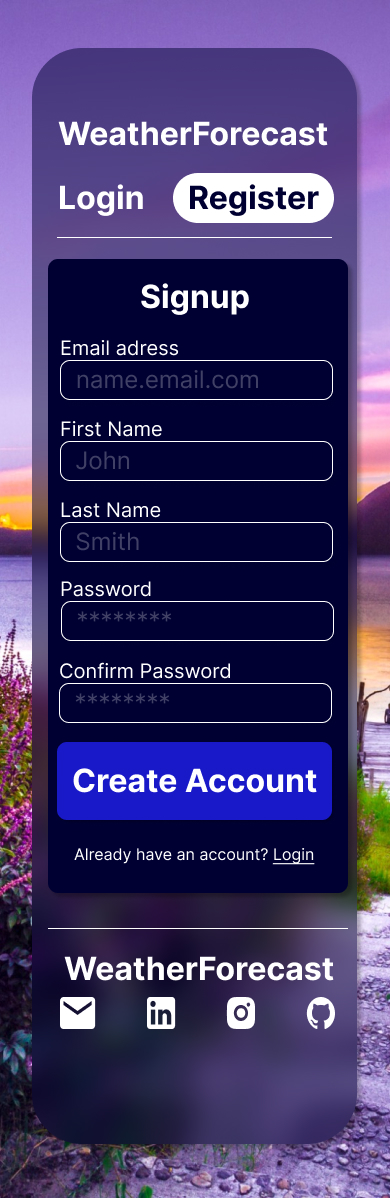 WeatherForecast
Login Register
Signup
Email adress
name.email.com
First Name
John
Last Name
Smith
Password
********
Confirm Password
********
Create Account
Already have an account? Login
WeatherForecast
in